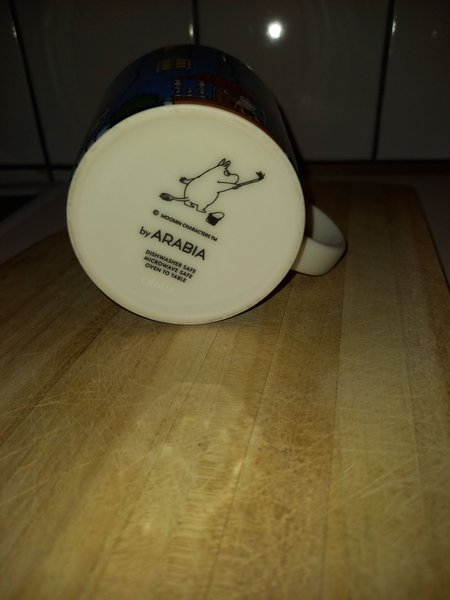 © MOOMIN CHARACTERS™
by ARABIA
DISHWASHER SAFE
MICROWAVE SAFE
OVEN TO TABLE